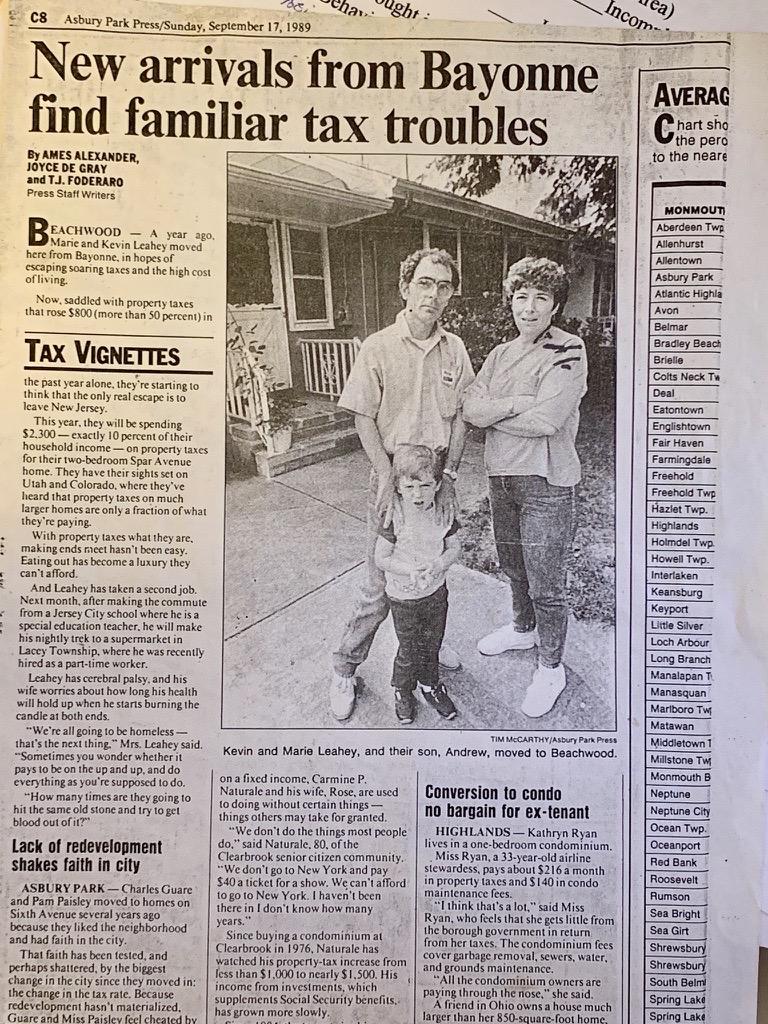 ought :
rea)
C8 Asbury Park Press/Sunday, September 17, 1989
New arrivals from Bayonne
find familiar tax troubles
By AMES ALEXANDER,
JOYCE DE GRAY
and T.J. FODERARO
Press Staff Writers
BEACHWOOD — A year ago,
Marie and Kevin Leahey moved
here from Bayonne, in hopes of
escaping soaring taxes and the high cost
of living.
Now, saddled with property taxes
that rose $800 (more than 50 percent) in
TAX VIGNETTES
the past year alone, they're starting to
think that the only real escape is to
leave New Jersey.
This year, they will be spending
$2,300 — exactly 10 percent of their
household income — on property taxes
for their two-bedroom Spar Avenue
home. They have their sights set on
Utah and Colorado, where they've
heard that property taxes on much
larger homes are only a fraction of what
they're paying.
With property taxes what they are,
making ends meet hasn't been easy.
Eating out has become a luxury they
can't afford.
And Leahey has taken a second job.
Next month, after making the commute
from a Jersey City school where he is a
special education teacher, he will make
his nightly trek to a supermarket in
Lacey Township, where he was recently
hired as a part-time worker.
Leahey has cerebral palsy, and his
wife worries about how long his health
will hold up when he starts burning the
candle at both ends.
"We're all going to be homeless —
that's the next thing," Mrs. Leahey said.
"Sometimes you wonder whether it
pays to be on the up and up, and do
everything as you're supposed to do.
"How many times are they going to
hit the same old stone and try to get
blood out of it?"
Lack of redevelopment
shakes faith in city
ASBURY PARK — Charles Guare
and Pam Paisley moved to homes on
Sixth Avenue several years ago
because they liked the neighborhood
and had faith in the city.
That faith has been tested, and
perhaps shattered, by the biggest
change in the city since they moved in:
the change in the tax rate. Because
redevelopment hasn't materialized,
Guare and Miss Paisley feel cheated by
TIM McCARTHY/Asbury Park Press
Kevin and Marie Leahey, and their son, Andrew, moved to Beachwood.
on a fixed income, Carmine P.
Naturale and his wife, Rose, are used
to doing without certain things —
things others may take for granted.
"We don't do the things most people
do," said Naturale, 80, of the
Clearbrook senior citizen community.
"We don't go to New York and pay
$40 a ticket for a show. We can't afford
to go to New York. I haven't been
there in I don't know how many
years."
Since buying a condominium at
Clearbrook in 1976, Naturale has
watched his property-tax increase from
less than $1,000 to nearly $1,500. His
income from investments, which
supplements Social Security benefits,
has grown more slowly.
Conversion to condo
no bargain for ex-tenant
HIGHLANDS — Kathryn Ryan
lives in a one-bedroom condominium.
Miss Ryan, a 33-year-old airline
stewardess, pays about $216 a month
in property taxes and $140 in condo
maintenance fees.
"I think that's a lot," said Miss
Ryan, who feels that she gets little from
the borough government in return
from her taxes. The condominium fees
cover garbage removal, sewers, water,
and grounds maintenance.
"All the condominium owners are
paying through the nose," she said.
A friend in Ohio owns a house much
larger than her 850-square-foot home,
AVERAG
Chart sho
the perc
to the neare
MONMOUT
Aberdeen Twp
Allenhurst
Allentown
Asbury Park
Atlantic Highla
Avon
Belmar
Bradley Beach
Brielle
Colts Neck Tw
Deal
Eatontown
Englishtown
Fair Haven
Farmingdale
Freehold
Freehold Twp
Hazlet Twp.
Highlands
Holmdel Twp.
Howell Twp.
Interlaken
Keansburg
Keyport
Little Silver
Loch Arbour
Long Branch
Manalapan T
Manasquan
Marlboro Tw
Matawan
Middletown T
Millstone Tw
Monmouth B
Neptune
Neptune City
Ocean Twp.
Oceanport
Red Bank
Roosevelt
Rumson
Sea Bright
Sea Girt
Shrewsbury
Shrewsbury
South Belm
Spring Lake
Spring Lake